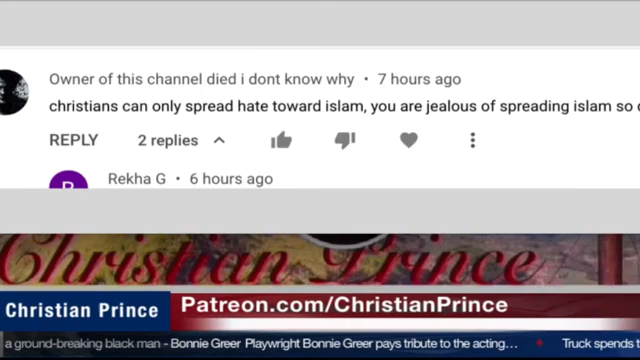 Owner of this channel died i dont know why • 7 hours ago
christians can only spread hate toward islam, you are jealous of spreading islam so
REPLY 2 replies
Rekha G • 6 hours ago
Christian Prince
Christian Prince
Patreon.com/ChristianPrince
a ground-breaking black man - Bonnie Greer Playwright Bonnie Greer pays tribute to the acting… Truck spends